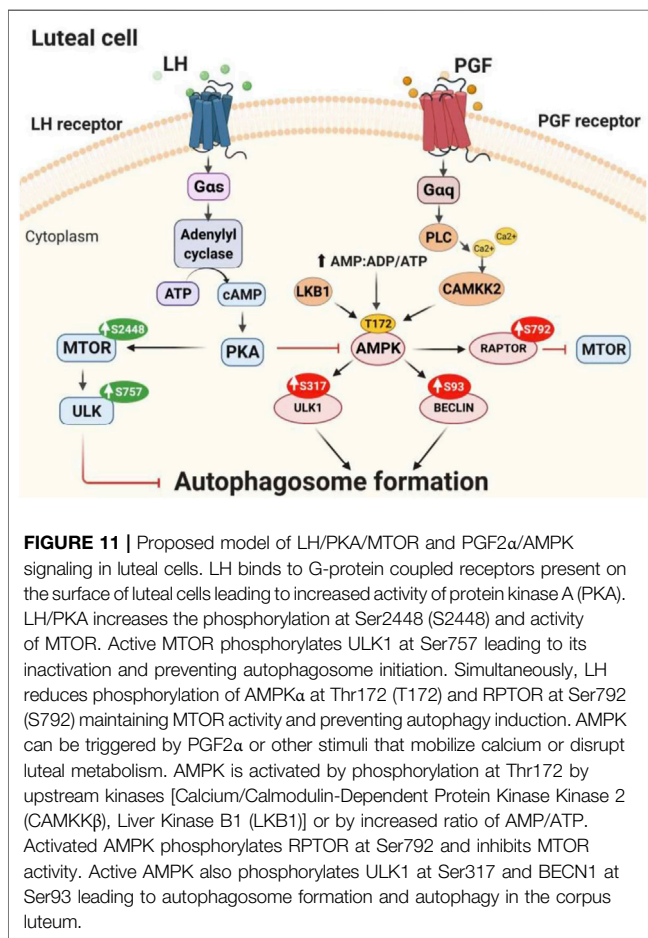 Luteal cell
LH
PGF
LH receptor
PGF receptor
Gαs
Gαq
Cytoplasm
Adenylyl
cyclase
PLC
Ca2+
Ca2+
AMP:ADP/ATP
ATP
cAMP
LKB1
CAMKK2
T172
S2448
S792
MTOR
PKA
AMPK
RAPTOR
MTOR
S757
S317
S93
ULK
ULK1
BECLIN
Autophagosome formation
FIGURE 11 | Proposed model of LH/PKA/MTOR and PGF2α/AMPK
signaling in luteal cells. LH binds to G-protein coupled receptors present on
the surface of luteal cells leading to increased activity of protein kinase A (PKA).
LH/PKA increases the phosphorylation at Ser2448 (S2448) and activity
of MTOR. Active MTOR phosphorylates ULK1 at Ser757 leading to its
inactivation and preventing autophagosome initiation. Simultaneously, LH
reduces phosphorylation of AMPKα at Thr172 (T172) and RPTOR at Ser792
(S792) maintaining MTOR activity and preventing autophagy induction. AMPK
can be triggered by PGF2α or other stimuli that mobilize calcium or disrupt
luteal metabolism. AMPK is activated by phosphorylation at Thr172 by
upstream kinases [Calcium/Calmodulin-Dependent Protein Kinase Kinase 2
(CAMKKβ), Liver Kinase B1 (LKB1)] or by increased ratio of AMP/ATP.
Activated AMPK phosphorylates RPTOR at Ser792 and inhibits MTOR
activity. Active AMPK also phosphorylates ULK1 at Ser317 and BECN1 at
Ser93 leading to autophagosome formation and autophagy in the corpus
luteum.